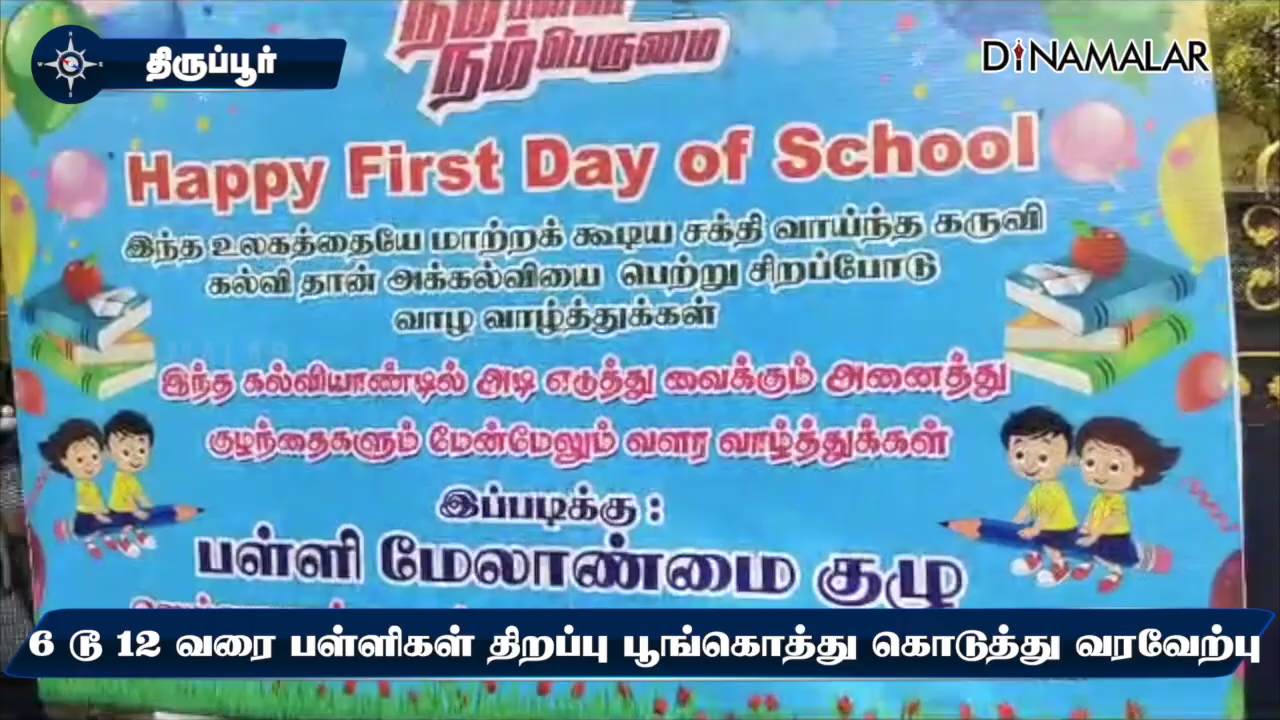 திருப்பூர்
DINAMALAR
நம்பெருமை
Happy First Day of School
இந்த உலகத்தையே மாற்றக் கூடிய சக்தி வாய்ந்த கருவி
கல்வி தான் அக்கல்வியை பெற்று சிறப்போடு
வாழ வாழ்த்துக்கள்
இந்த கல்வியாண்டில் அடி எடுத்து வைக்கும் அனைத்து
குழந்தைகளும் மேன்மேலும் வளர வாழ்த்துக்கள்
இப்படிக்கு :
பள்ளி மேலாண்மை குழு
6 டூ 12 வரை பள்ளிகள் திறப்பு பூங்கொத்து கொடுத்து வரவேற்பு